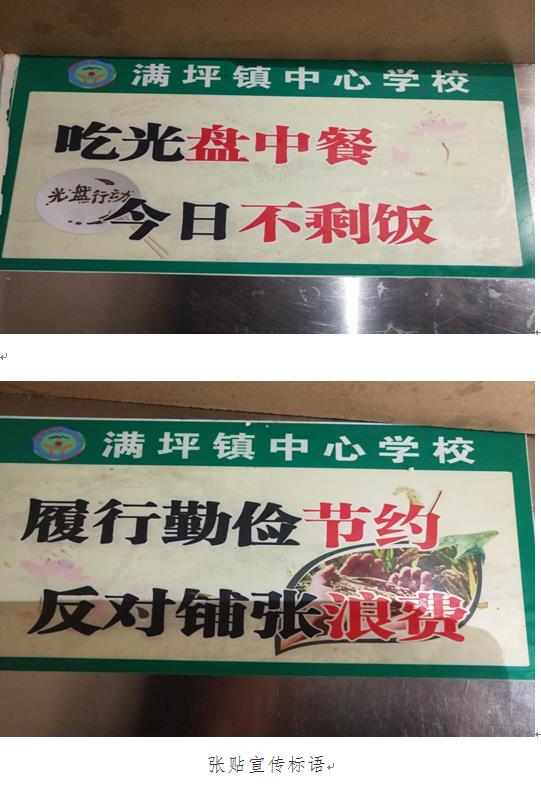 满坪镇中心学校
吃光盘中餐
光盘行动
今日不剩饭
满坪镇中心学校
履行勤俭节约
反对铺张浪费
张贴宣传标语